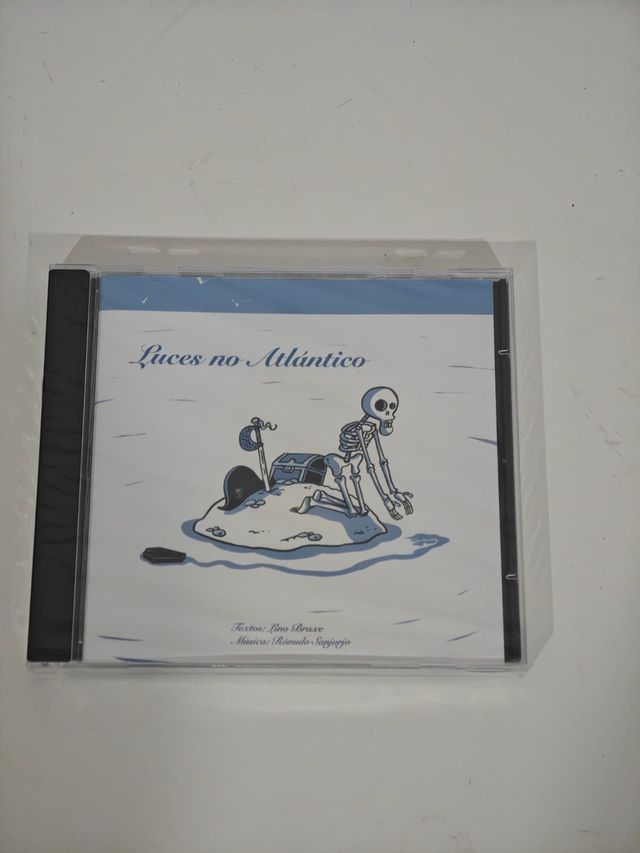 Luces no Atlántico
Textos: Lino Braxe
Música: Rómulo Sanjurjo